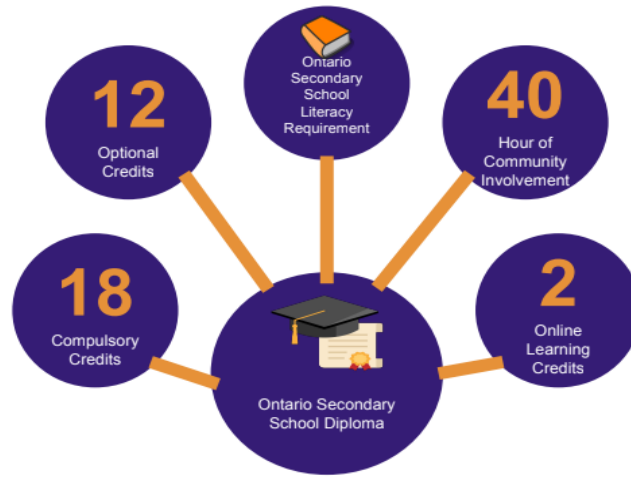 12
Optional
Credits
Ontario
Secondary
School
Literacy
Requirement
40
Hour of
Community
Involvement
18
Compulsory
Credits
2
Online
Learning
Credits
Ontario Secondary
School Diploma